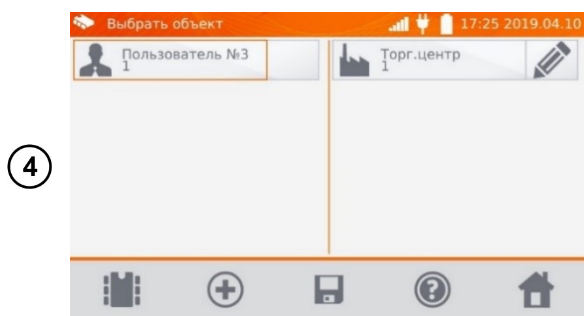 Выбрать объект 17:25 2019.04.10
Пользователь №3
1
Торг.центр
1
4